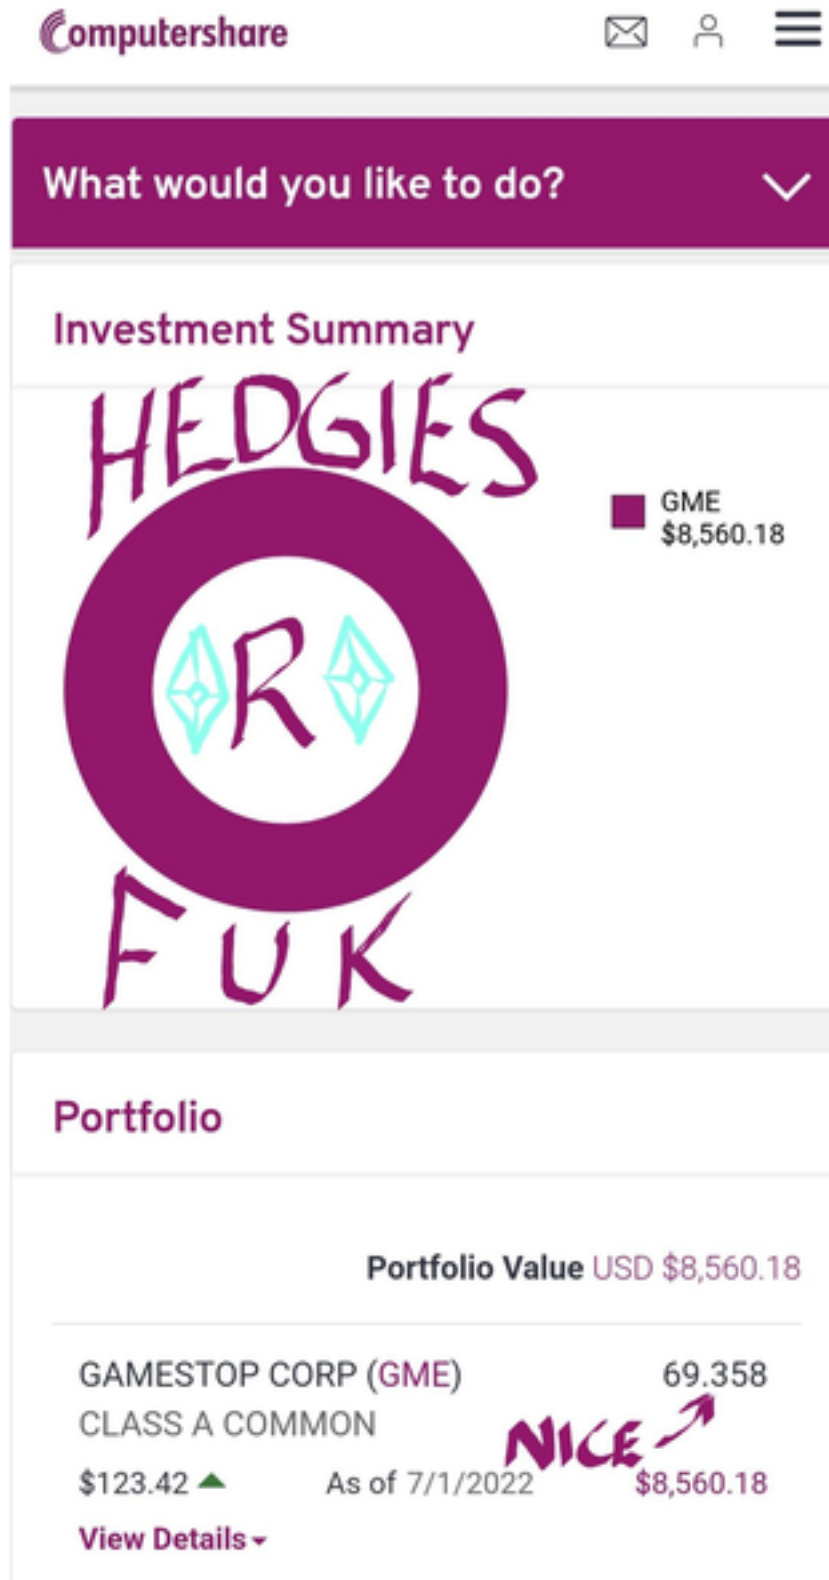 Computershare
What would you like to do?
Investment Summary
HEDGIES
GME
$8,560.18
R
FUK
Portfolio
Portfolio Value USD $8,560.18
GAMESTOP CORP (GME) 69.358
CLASS A COMMON
NICE
$123.42 As of 7/1/2022 $8,560.18
View Details